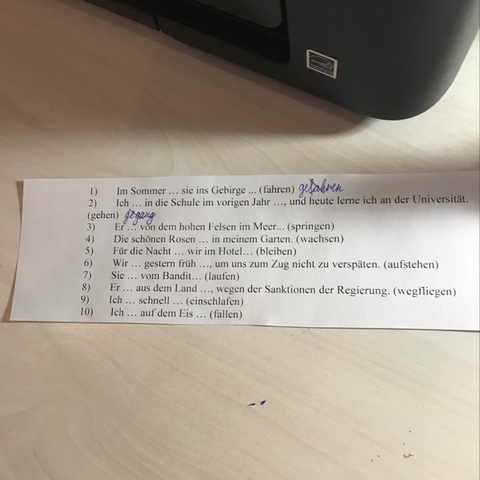 1) Im Sommer … sie ins Gebirge ... (fahren) gefahren
2) Ich … in die Schule im vorigen Jahr …, und heute lerne ich an der Universität.
(gehen) gegang
3) Er … von dem hohen Felsen im Meer... (springen)
4) Die schönen Rosen … in meinem Garten. (wachsen)
5) Für die Nacht … wir im Hotel… (bleiben)
6) Wir … gestern früh …, um uns zum Zug nicht zu verspäten. (aufstehen)
7) Sie … vom Bandit… (laufen)
8) Er … aus dem Land …, wegen der Sanktionen der Regierung. (wegfliegen)
9) Ich … schnell … (einschlafen)
10) Ich … auf dem Eis … (fallen)